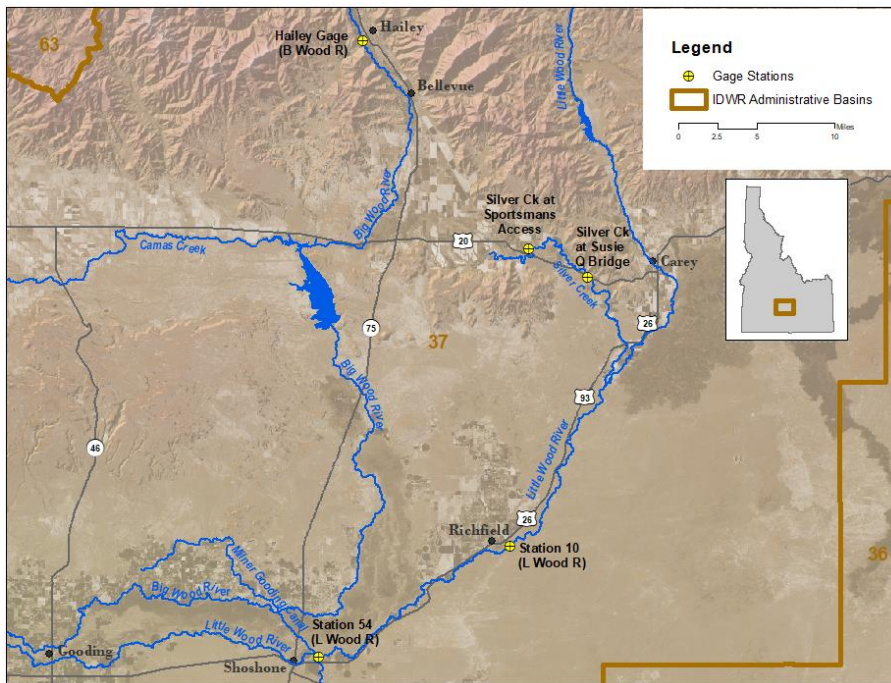 63
Hailey Gage
(B Wood R)
Hailey
Bellevue
Little Wood River
Legend
Gage Stations
IDWR Administrative Basins
0 2.5 5 10 Miles
Big Wood River
Silver Ck at
Sportsmans
Access
Silver Ck
at Susie
Q Bridge
Camas Creek
20
Carey
Silver Creek
26
75
37
Big Wood River
93
46
Little Wood River
26
Richfield
Station 10
(L Wood R)
36
Milner Gooding Canal
Big Wood River
Station 54
(L Wood R)
Little Wood River
Gooding
Shoshone